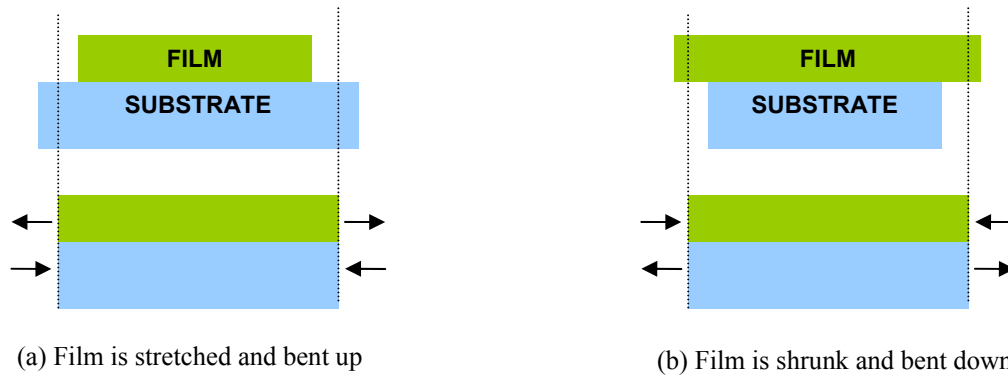 FILM
SUBSTRATE
FILM
SUBSTRATE
(a) Film is stretched and bent up
(b) Film is shrunk and bent down